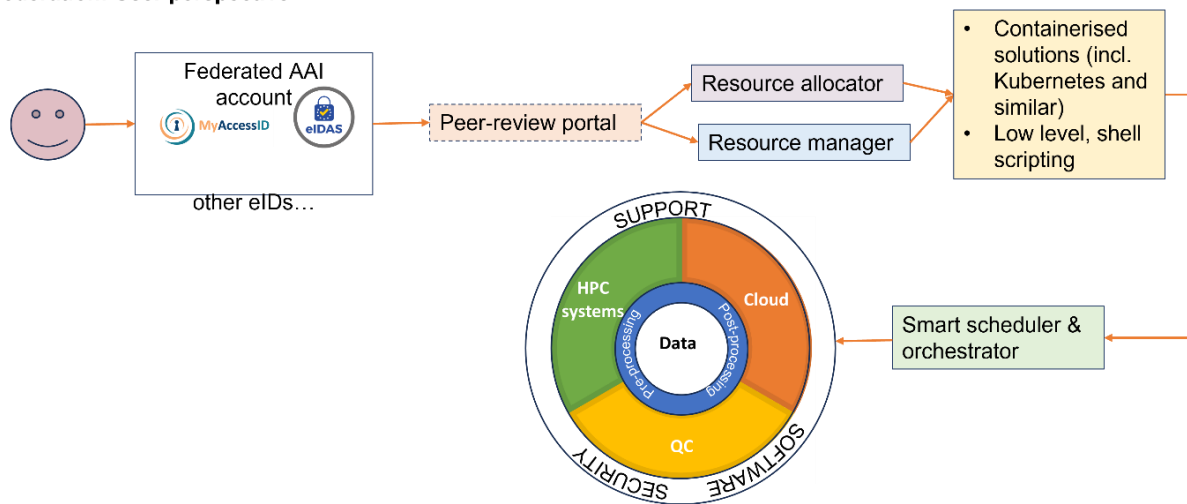 Federated AAI
account
MyAccessID
eIDAS
other eIDs...
Peer-review portal
Resource allocator
Resource manager
• Containerised
solutions (incl.
Kubernetes and
similar)
• Low level, shell
scripting
SUPPORT
HPC
systems
Cloud
Pre-processing
Data
Post-processing
QC
SECURITY
SOFTWARE
Smart scheduler &
orchestrator